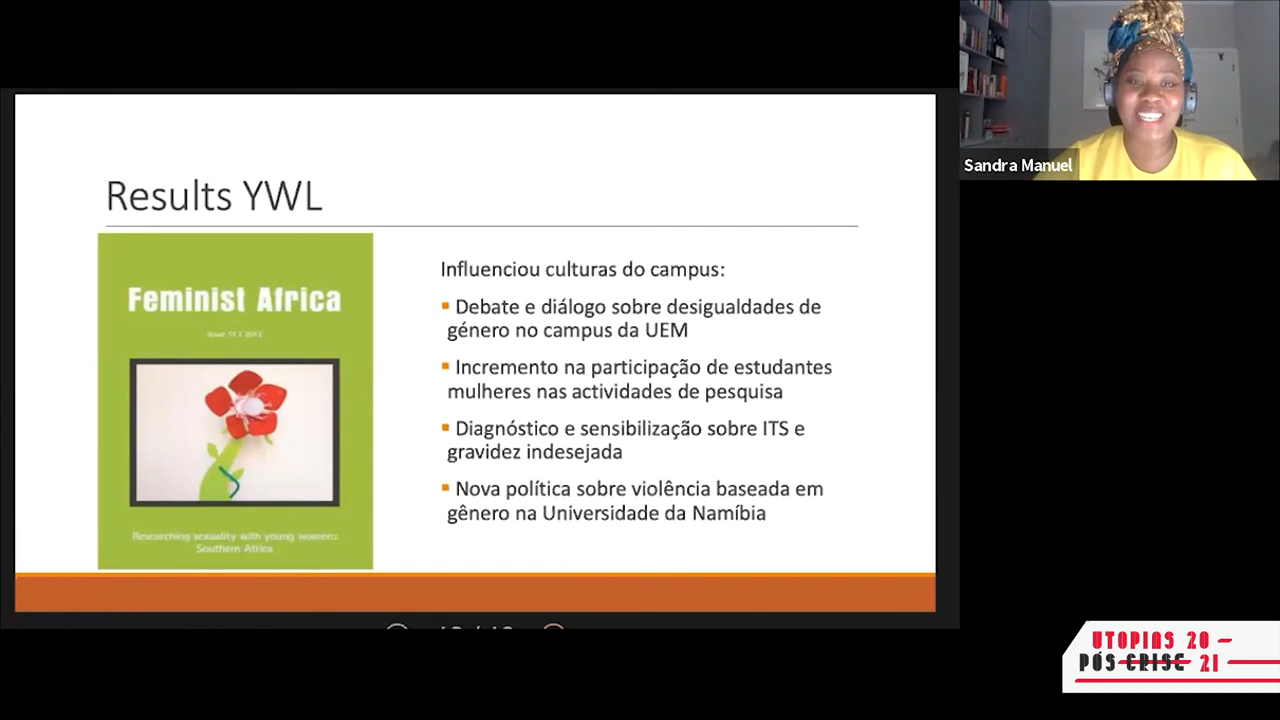 Sandra Manuel
Results YWL
Feminist Africa
Issue 17 | 2012
Researching sexuality with young women:
Southern Africa
Influenciou culturas do campus:
Debate e diálogo sobre desigualdades de
género no campus da UEM
Incremento na participação de estudantes
mulheres nas actividades de pesquisa
Diagnóstico e sensibilização sobre ITS e
gravidez indesejada
Nova política sobre violência baseada em
gênero na Universidade da Namíbia
UTOPIAS 20
PÓS CRISE 21